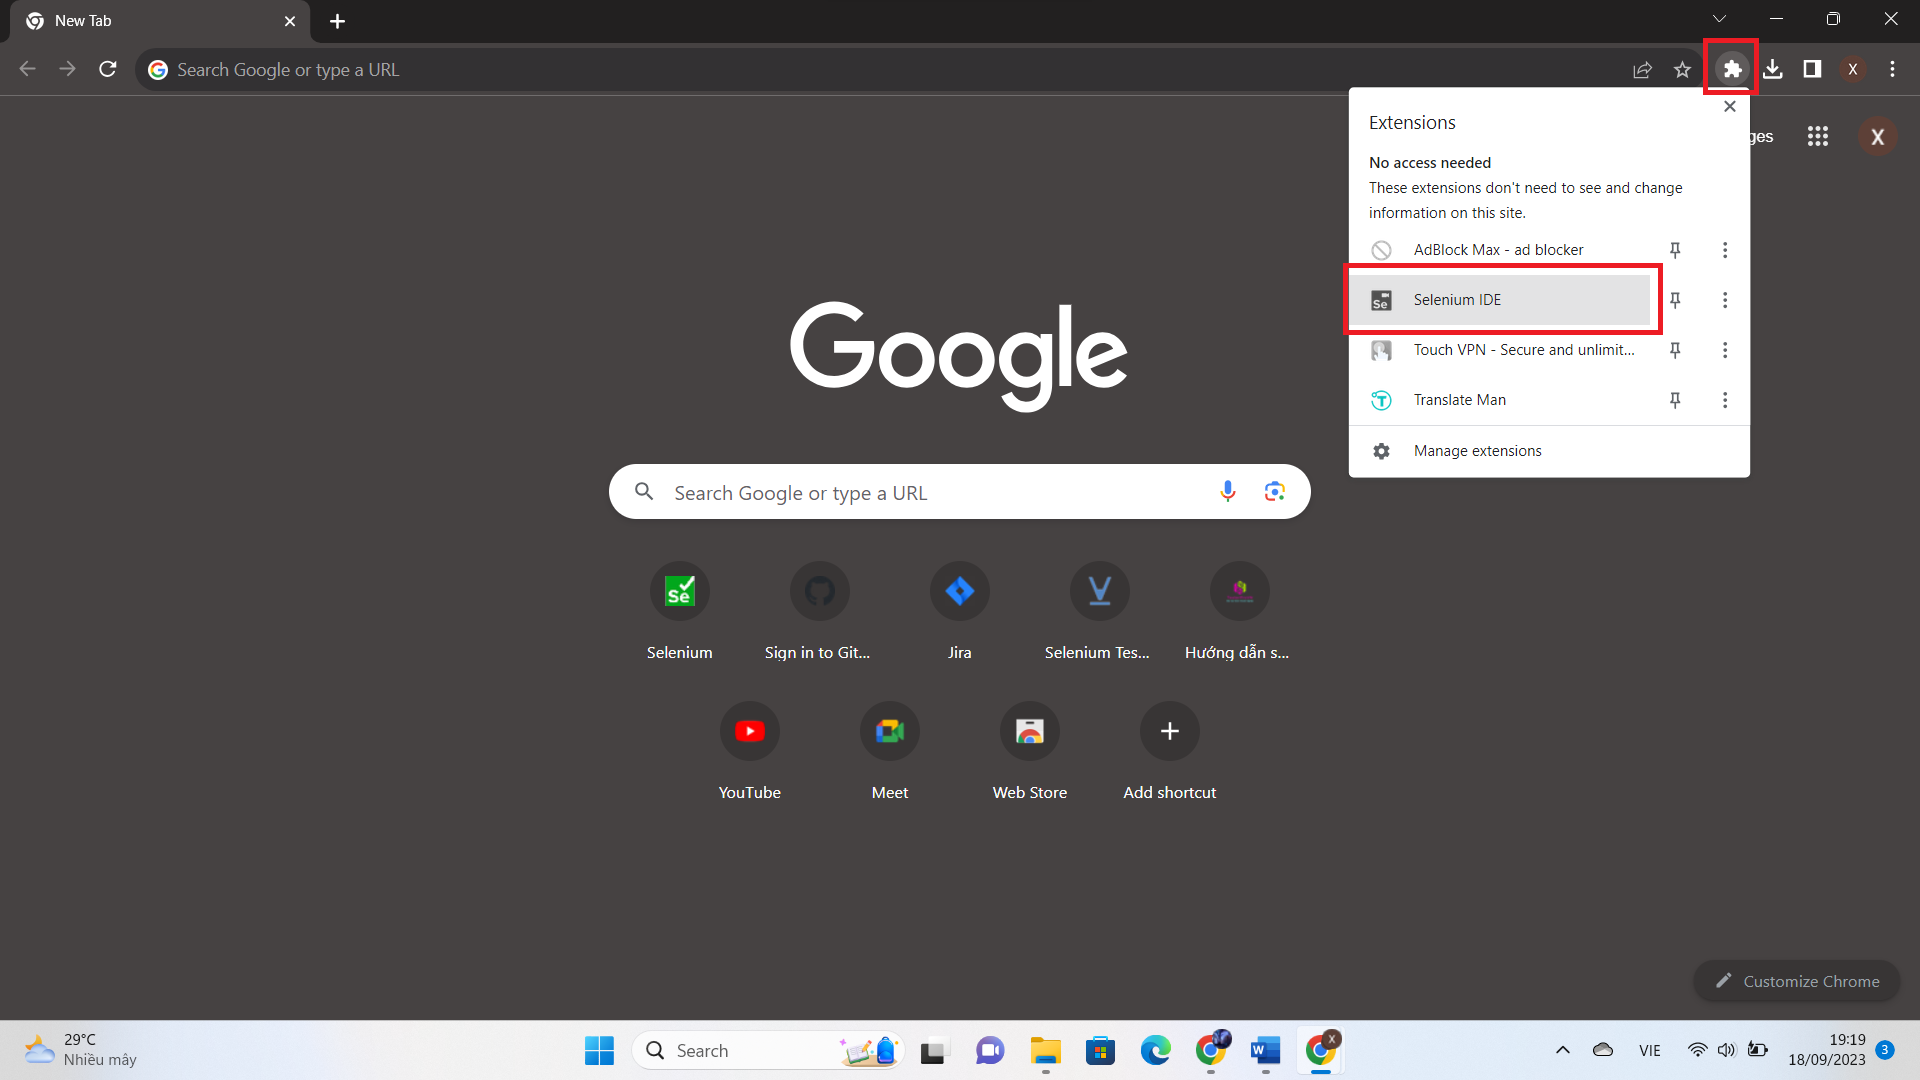 New Tab
Search Google or type a URL
X
Extensions
ges
X
No access needed
These extensions don't need to see and change
information on this site.
AdBlock Max - ad blocker
Se
Selenium IDE
Touch VPN - Secure and unlimit...
Translate Man
Manage extensions
Google
Search Google or type a URL
Se
Selenium
Sign in to Git...
Jira
Selenium Tes...
Hướng dẫn s...
YouTube
Meet
Web Store
Add shortcut
Customize Chrome
29°C
Nhiều mây
Search
W
X
VIE
19:19
18/09/2023
3